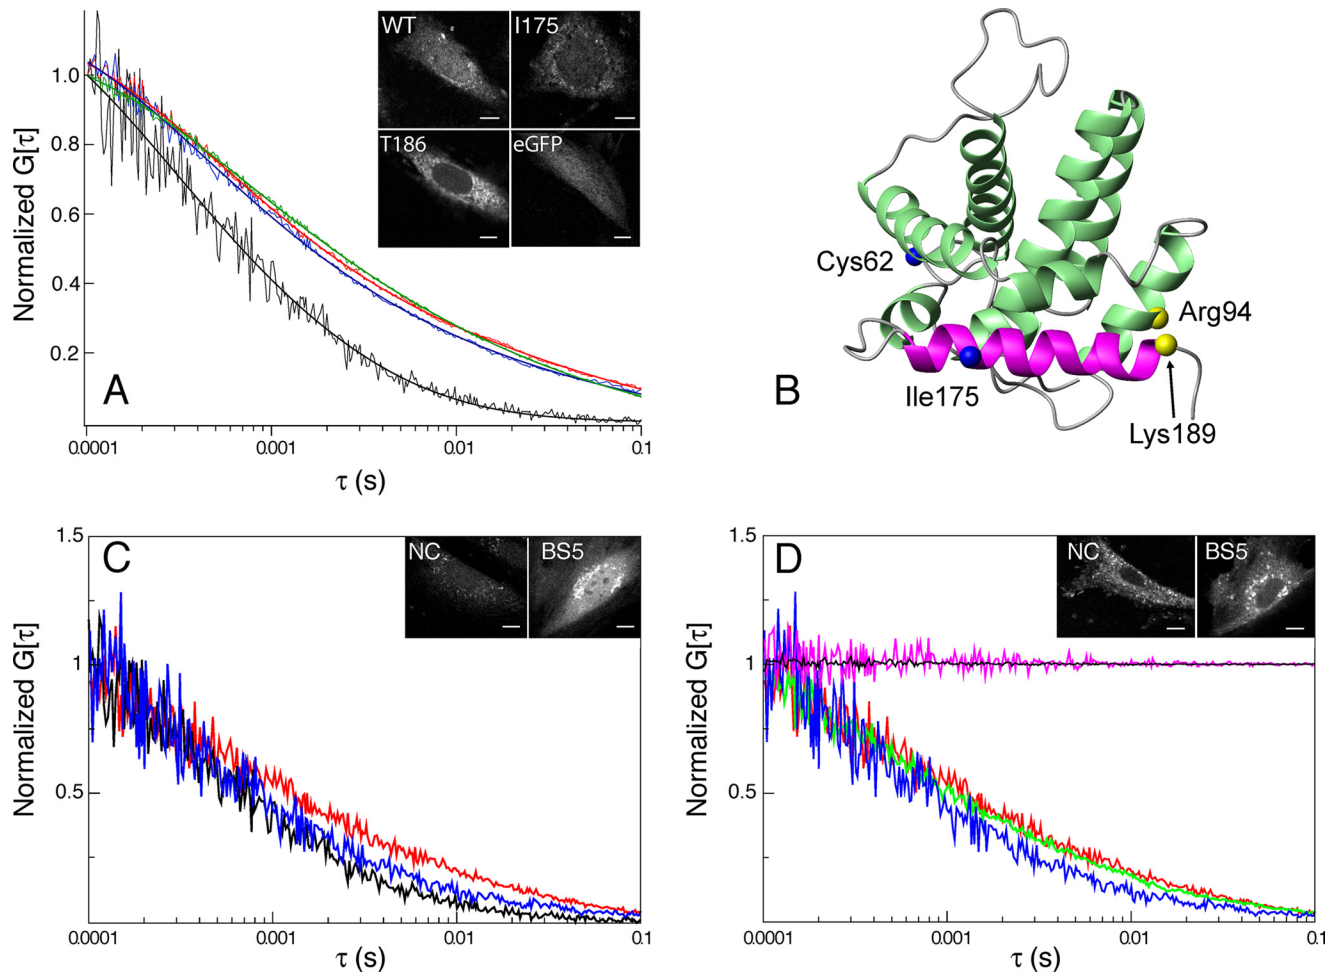 WT
I175
T186
eGFP
1.0
0.8
0.6
0.4
0.2
Normalized G[τ]
A
0.0001
0.001
0.01
0.1
τ (s)
Cys62
Arg94
Ile175
B
Lys189
1.5
1
0.5
Normalized G[τ]
C
NC
BS5
0.0001
0.001
0.01
0.1
τ (s)
1.5
1
0.5
Normalized G[τ]
D
NC
BS5
0.0001
0.001
0.01
0.1
τ (s)